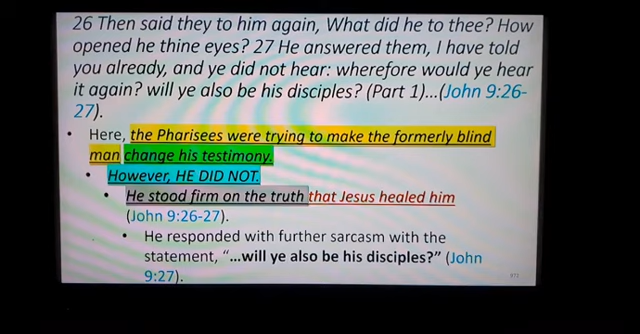 26 Then said they to him again, What did he to thee? How
opened he thine eyes? 27 He answered them, I have told
you already, and ye did not hear: wherefore would ye hear
it again? will ye also be his disciples? (Part 1)...(John 9:26-
27).
• Here, the Pharisees were trying to make the formerly blind
man change his testimony.
• However, HE DID NOT.
• He stood firm on the truth that Jesus healed him
(John 9:26-27).
• He responded with further sarcasm with the
statement, “...will ye also be his disciples?” (John
9:27).